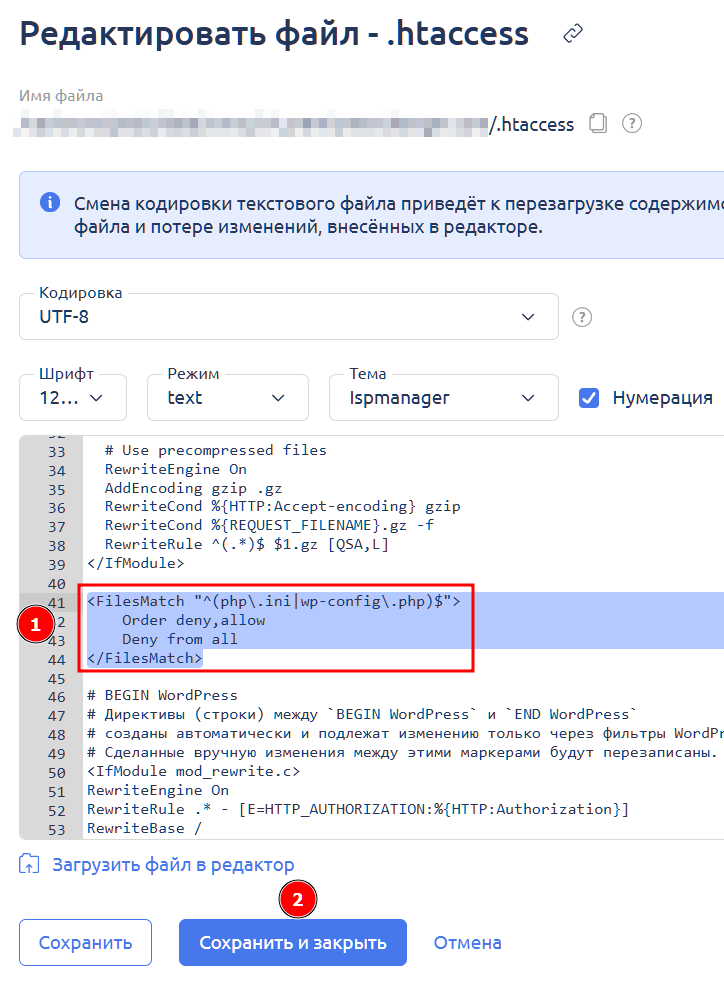 Редактировать файл - .htaccess
Имя файла
/.htaccess
Смена кодировки текстового файла приведёт к перезагрузке содержимо
файла и потере изменений, внесённых в редакторе.
Кодировка
UTF-8
Шрифт Режим Тема
12... text Ispmanager Нумерация
33 # Use precompressed files
34 RewriteEngine On
35 AddEncoding gzip .gz
36 RewriteCond %{HTTP:Accept-encoding} gzip
37 RewriteCond %{REQUEST_FILENAME}.gz -f
38 RewriteRule ^(.*)$ $1.gz [QSA,L]
39 </IfModule>
40
41 <FilesMatch "^(php\.ini|wp-config\.php)$">
1
2 Order deny,allow
43 Deny from all
44 </FilesMatch>
45
46 # BEGIN WordPress
47 # Директивы (строки) между `BEGIN WordPress` и `END WordPress`
48 # созданы автоматически и подлежат изменению только через фильтры WordPr
49 # Сделанные вручную изменения между этими маркерами будут перезаписаны.
50 <IfModule mod_rewrite.c>
51 RewriteEngine On
52 RewriteRule .* - [E=HTTP_AUTHORIZATION:%{HTTP:Authorization}]
53 RewriteBase /
Загрузить файл в редактор
2
Сохранить Сохранить и закрыть Отмена